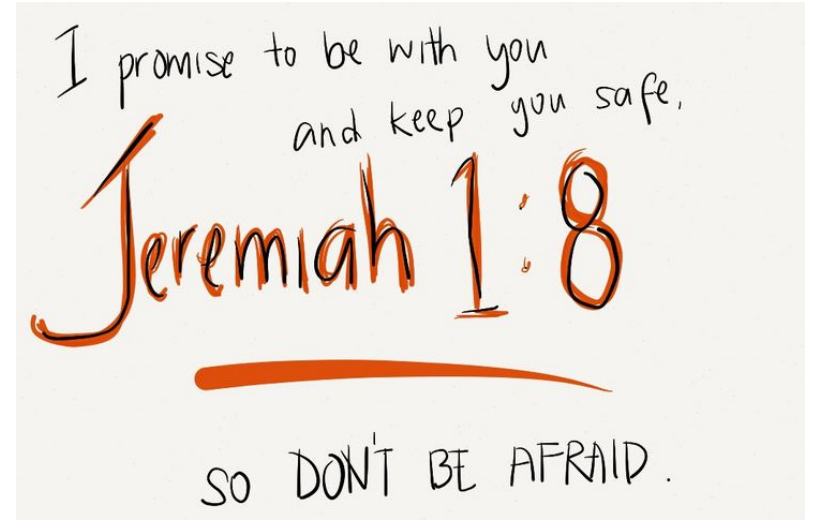 I promise to be with you
and keep you safe,
Jeremiah 1:8
so DON'T BE AFRAID.